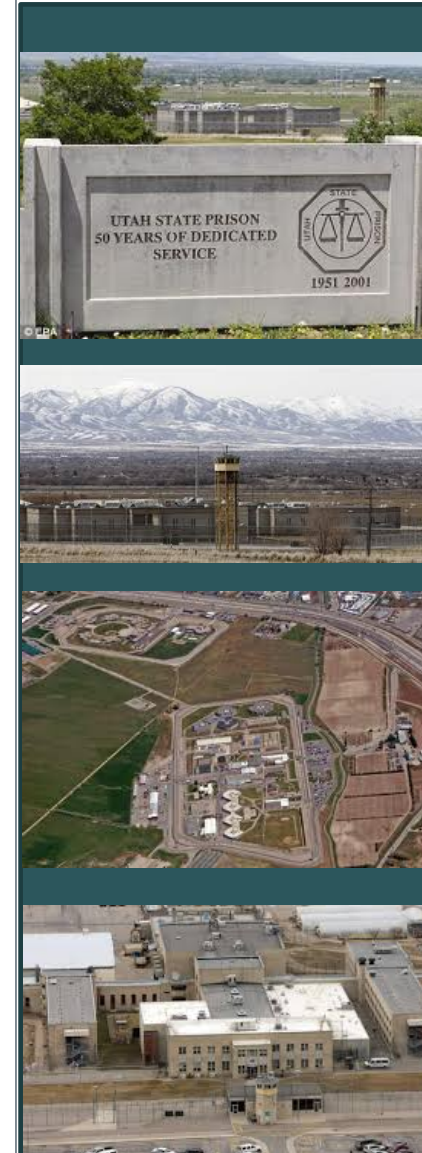 UTAH STATE PRISON
50 YEARS OF DEDICATED
SERVICE
STATE
UTAH
PRISON
1951 2001
© EPA